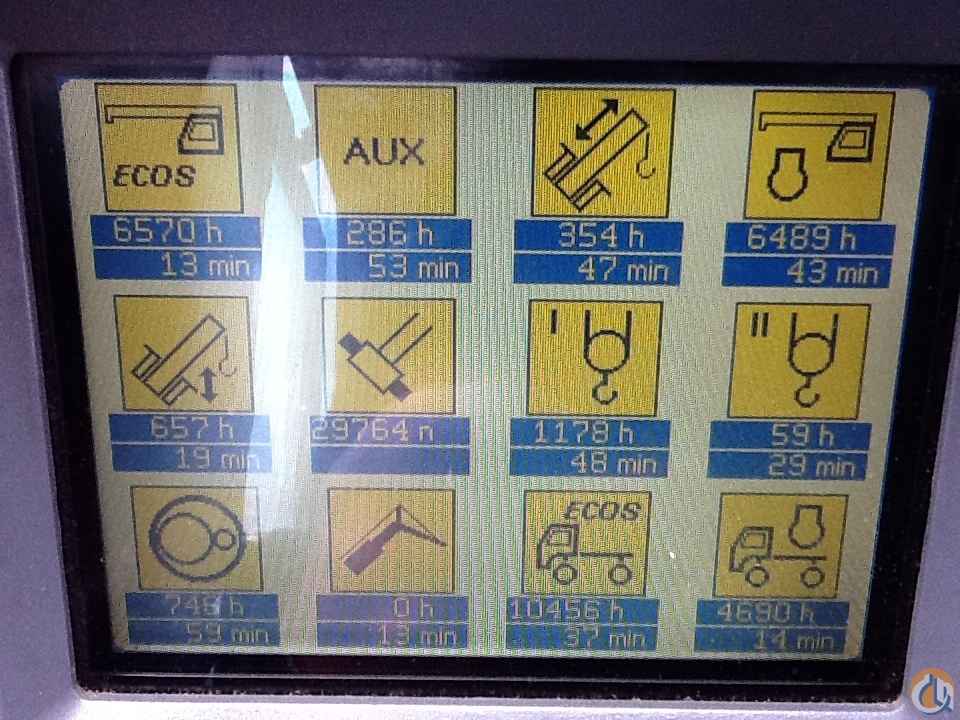 ECOS AUX
6570 h 286 h 354 h 6489 h
13 min 53 min 47 min 43 min
I II
657 h 29764 n 1178 h 59 h
19 min 48 min 29 min
ECOS
h 0 h 10456 h 4690 h
59 min 13 min 37 min 14 min